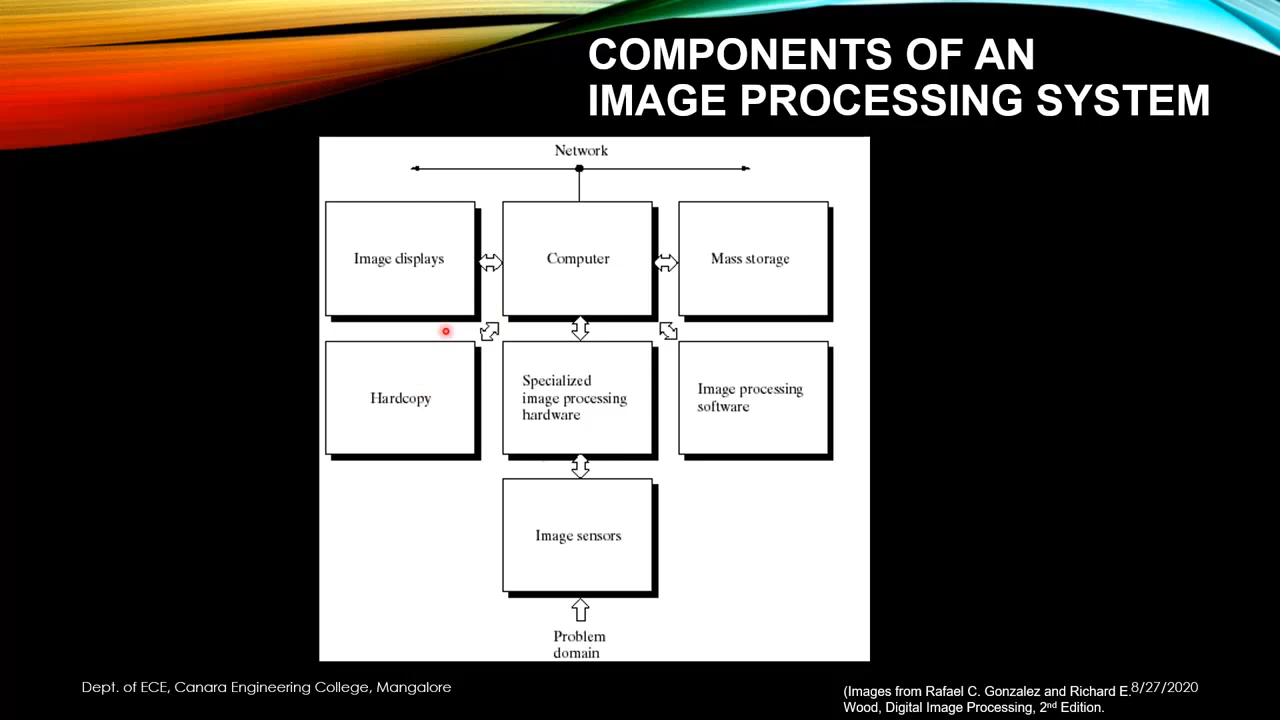 COMPONENTS OF AN
IMAGE PROCESSING SYSTEM
Network
Image displays
Computer
Mass storage
Hardcopy
Specialized
image processing
hardware
Image processing
software
Image sensors
Problem
domain
Dept. of ECE, Canara Engineering College, Mangalore
(Images from Rafael C. Gonzalez and Richard E.
Wood, Digital Image Processing, 2nd Edition.
8/27/2020